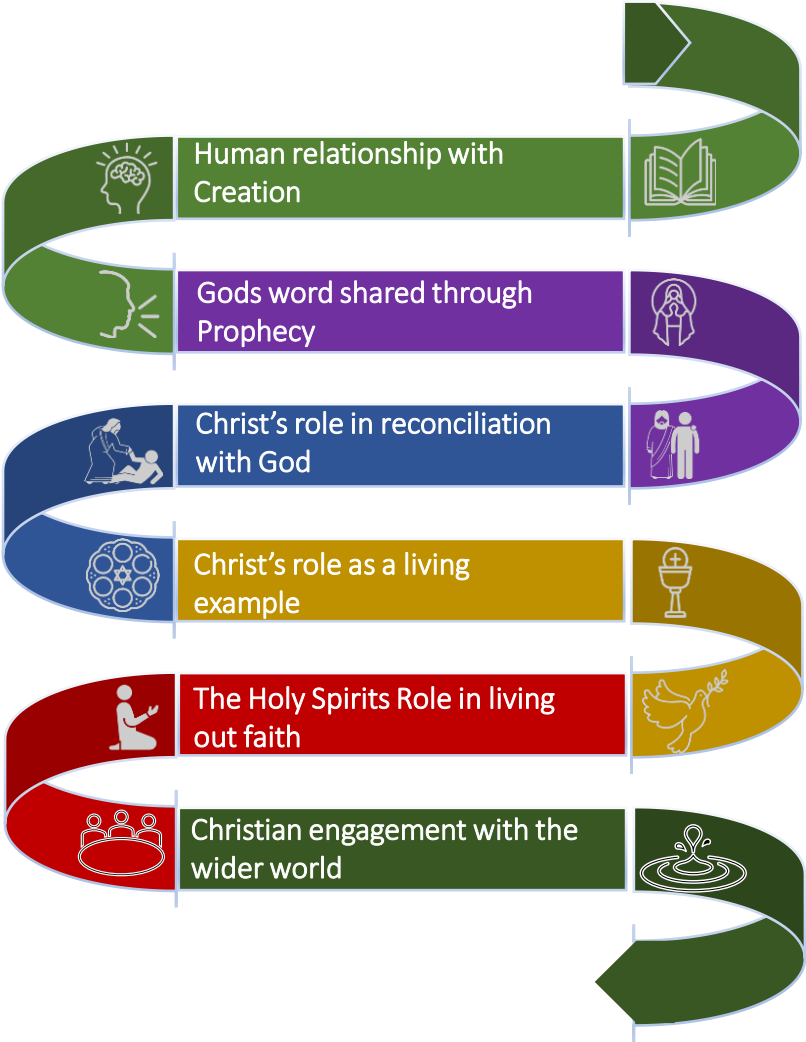 Human relationship with
Creation
Gods word shared through
Prophecy
Christ’s role in reconciliation
with God
Christ’s role as a living
example
The Holy Spirits Role in living
out faith
Christian engagement with the
wider world